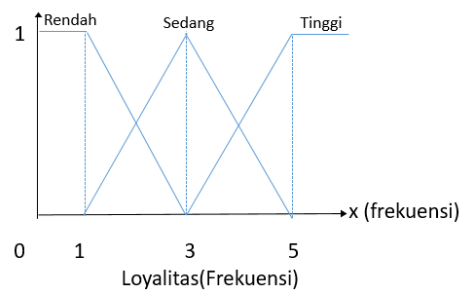 Rendah Sedang Tinggi
1
x (frekuensi)
0 1 3 5
Loyalitas(Frekuensi)